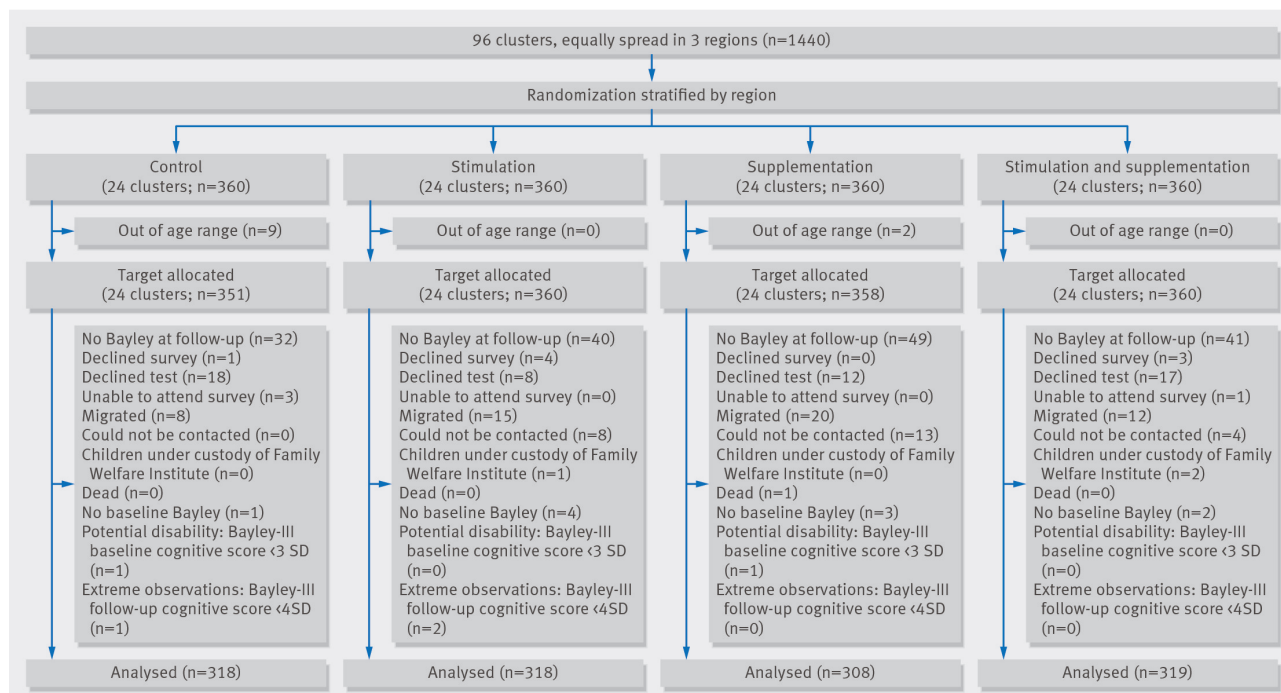 96 clusters, equally spread in 3 regions (n=1440)
Randomization stratified by region
Control
(24 clusters; n=360)
Stimulation
(24 clusters; n=360)
Supplementation
(24 clusters; n=360)
Stimulation and supplementation
(24 clusters; n=360)
Out of age range (n=9)
Out of age range (n=0)
Out of age range (n=2)
Out of age range (n=0)
Target allocated
(24 clusters; n=351)
Target allocated
(24 clusters; n=360)
Target allocated
(24 clusters; n=358)
Target allocated
(24 clusters; n=360)
No Bayley at follow-up (n=32)
Declined survey (n=1)
Declined test (n=18)
Unable to attend survey (n=3)
Migrated (n=8)
Could not be contacted (n=0)
Children under custody of Family
Welfare Institute (n=0)
Dead (n=0)
No baseline Bayley (n=1)
Potential disability: Bayley-III
baseline cognitive score <3 SD
(n=1)
Extreme observations: Bayley-III
follow-up cognitive score <4SD
(n=1)
No Bayley at follow-up (n=40)
Declined survey (n=4)
Declined test (n=8)
Unable to attend survey (n=0)
Migrated (n=15)
Could not be contacted (n=8)
Children under custody of Family
Welfare Institute (n=1)
Dead (n=0)
No baseline Bayley (n=4)
Potential disability: Bayley-III
baseline cognitive score <3 SD
(n=0)
Extreme observations: Bayley-III
follow-up cognitive score <4SD
(n=2)
No Bayley at follow-up (n=49)
Declined survey (n=0)
Declined test (n=12)
Unable to attend survey (n=0)
Migrated (n=20)
Could not be contacted (n=13)
Children under custody of Family
Welfare Institute (n=0)
Dead (n=1)
No baseline Bayley (n=3)
Potential disability: Bayley-III
baseline cognitive score <3 SD
(n=1)
Extreme observations: Bayley-III
follow-up cognitive score <4SD
(n=0)
No Bayley at follow-up (n=41)
Declined survey (n=3)
Declined test (n=17)
Unable to attend survey (n=1)
Migrated (n=12)
Could not be contacted (n=4)
Children under custody of Family
Welfare Institute (n=2)
Dead (n=0)
No baseline Bayley (n=2)
Potential disability: Bayley-III
baseline cognitive score <3 SD
(n=0)
Extreme observations: Bayley-III
follow-up cognitive score <4SD
(n=0)
Analysed (n=318)
Analysed (n=318)
Analysed (n=308)
Analysed (n=319)